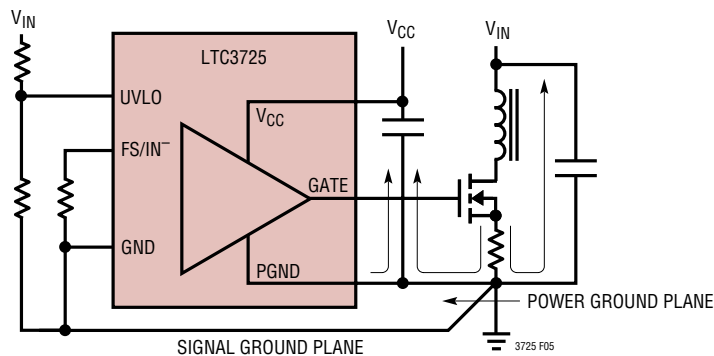 VIN
LTC3725
VCC
VIN
UVLO
VCC
FS/IN–
GATE
GND
PGND
POWER GROUND PLANE
SIGNAL GROUND PLANE
3725 F05